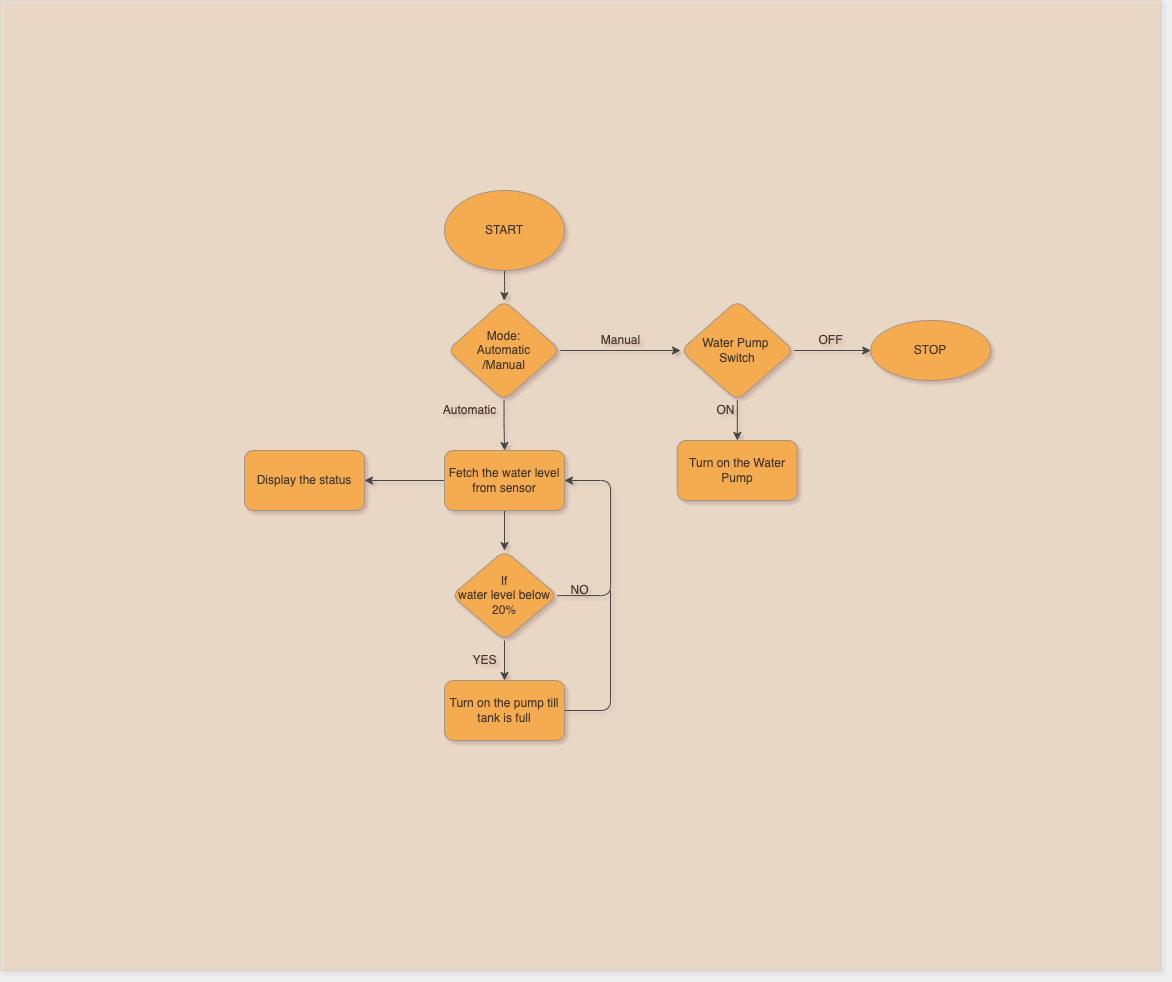 START
Mode:
Automatic
/Manual
Manual
Water Pump
Switch
OFF
STOP
Automatic
ON
Display the status
Fetch the water level
from sensor
Turn on the Water
Pump
If
water level below
20%
NO
YES
Turn on the pump till
tank is full